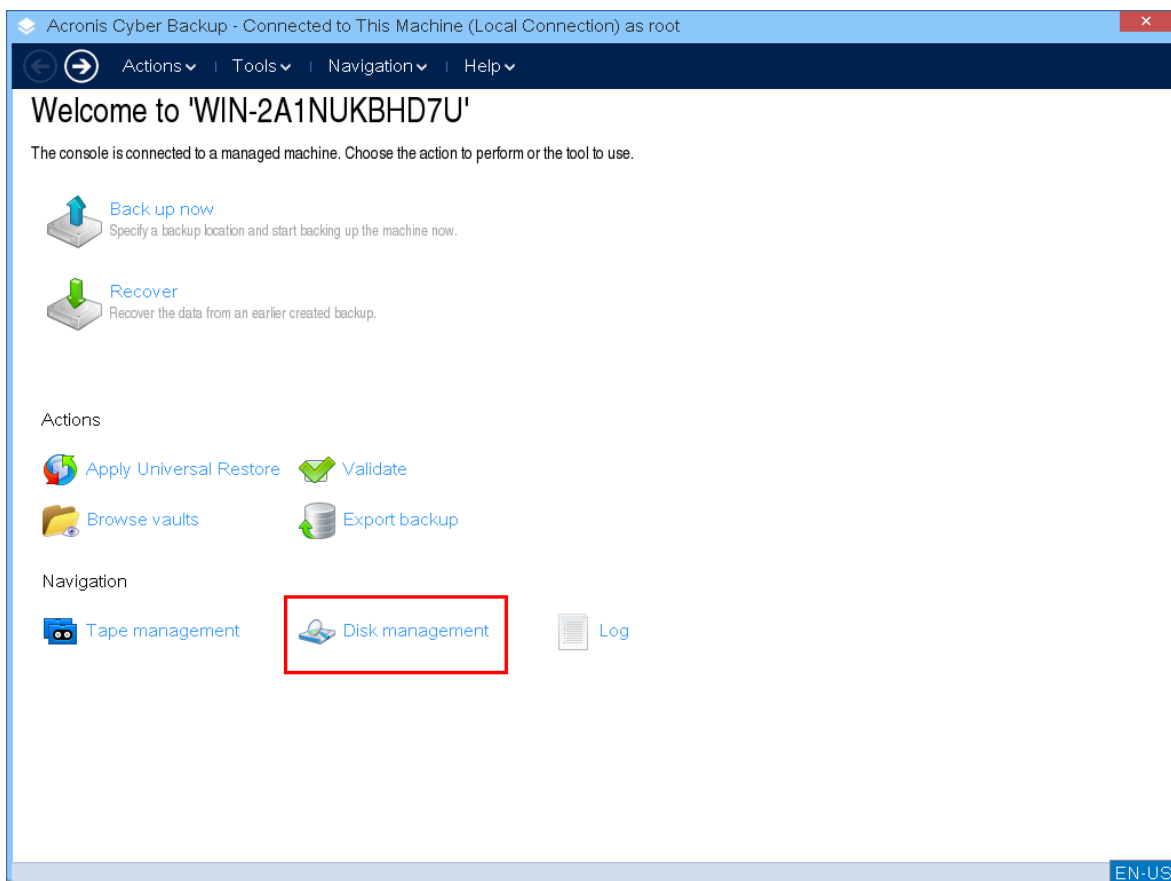 Acronis Cyber Backup - Connected to This Machine (Local Connection) as root
Actions Tools Navigation Help
Welcome to 'WIN-2A1NUKBHD7U'
The console is connected to a managed machine. Choose the action to perform or the tool to use.
Back up now
Specify a backup location and start backing up the machine now.
Recover
Recover the data from an earlier created backup.
Actions
Apply Universal Restore Validate
Browse vaults Export backup
Navigation
Tape management Disk management Log
EN-US